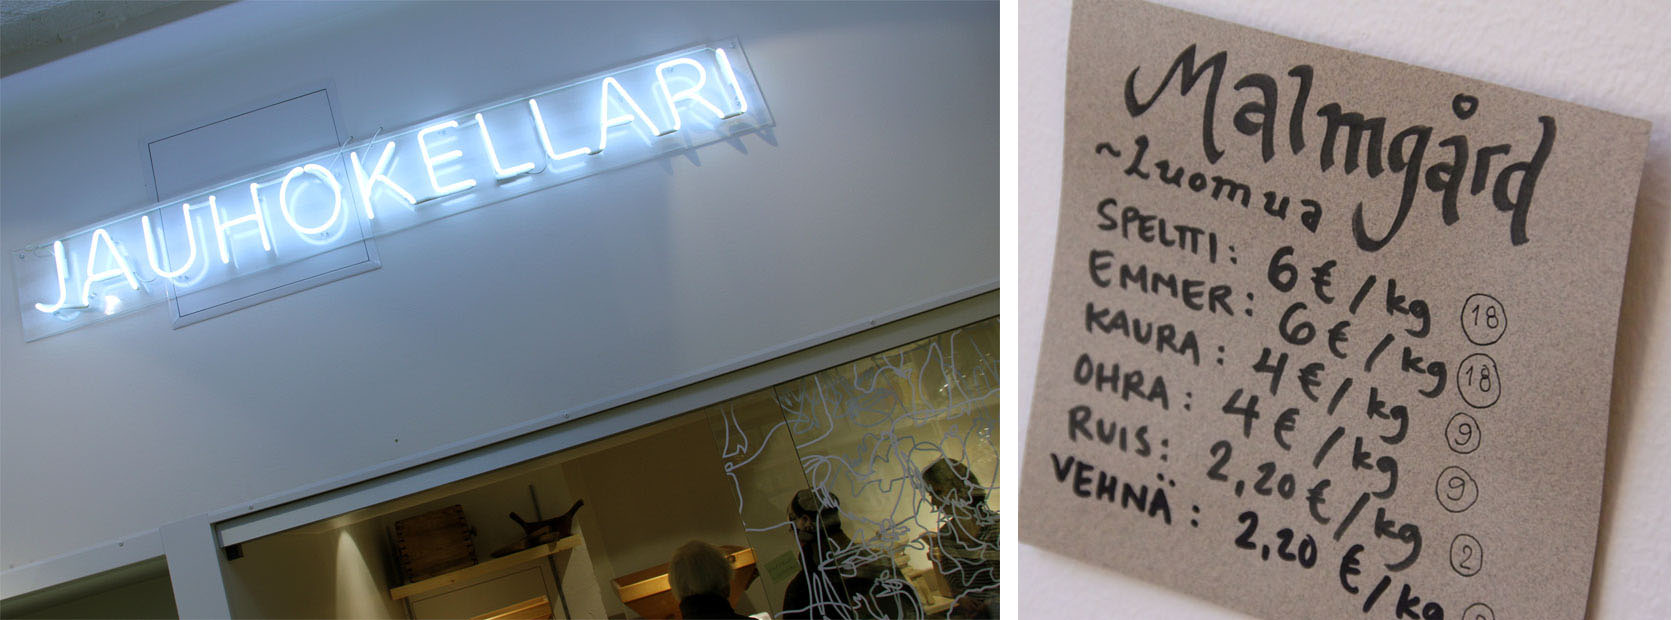 JAUHOKELLARI
Malmgård
~Luomua
SPELTTI: 6€/kg 18
EMMER: 6€/kg 18
KAURA: 4€/kg 9
OHRA: 4€/kg 9
RUIS: 2,20€/kg 2
VEHNÄ: 2,20€/kg